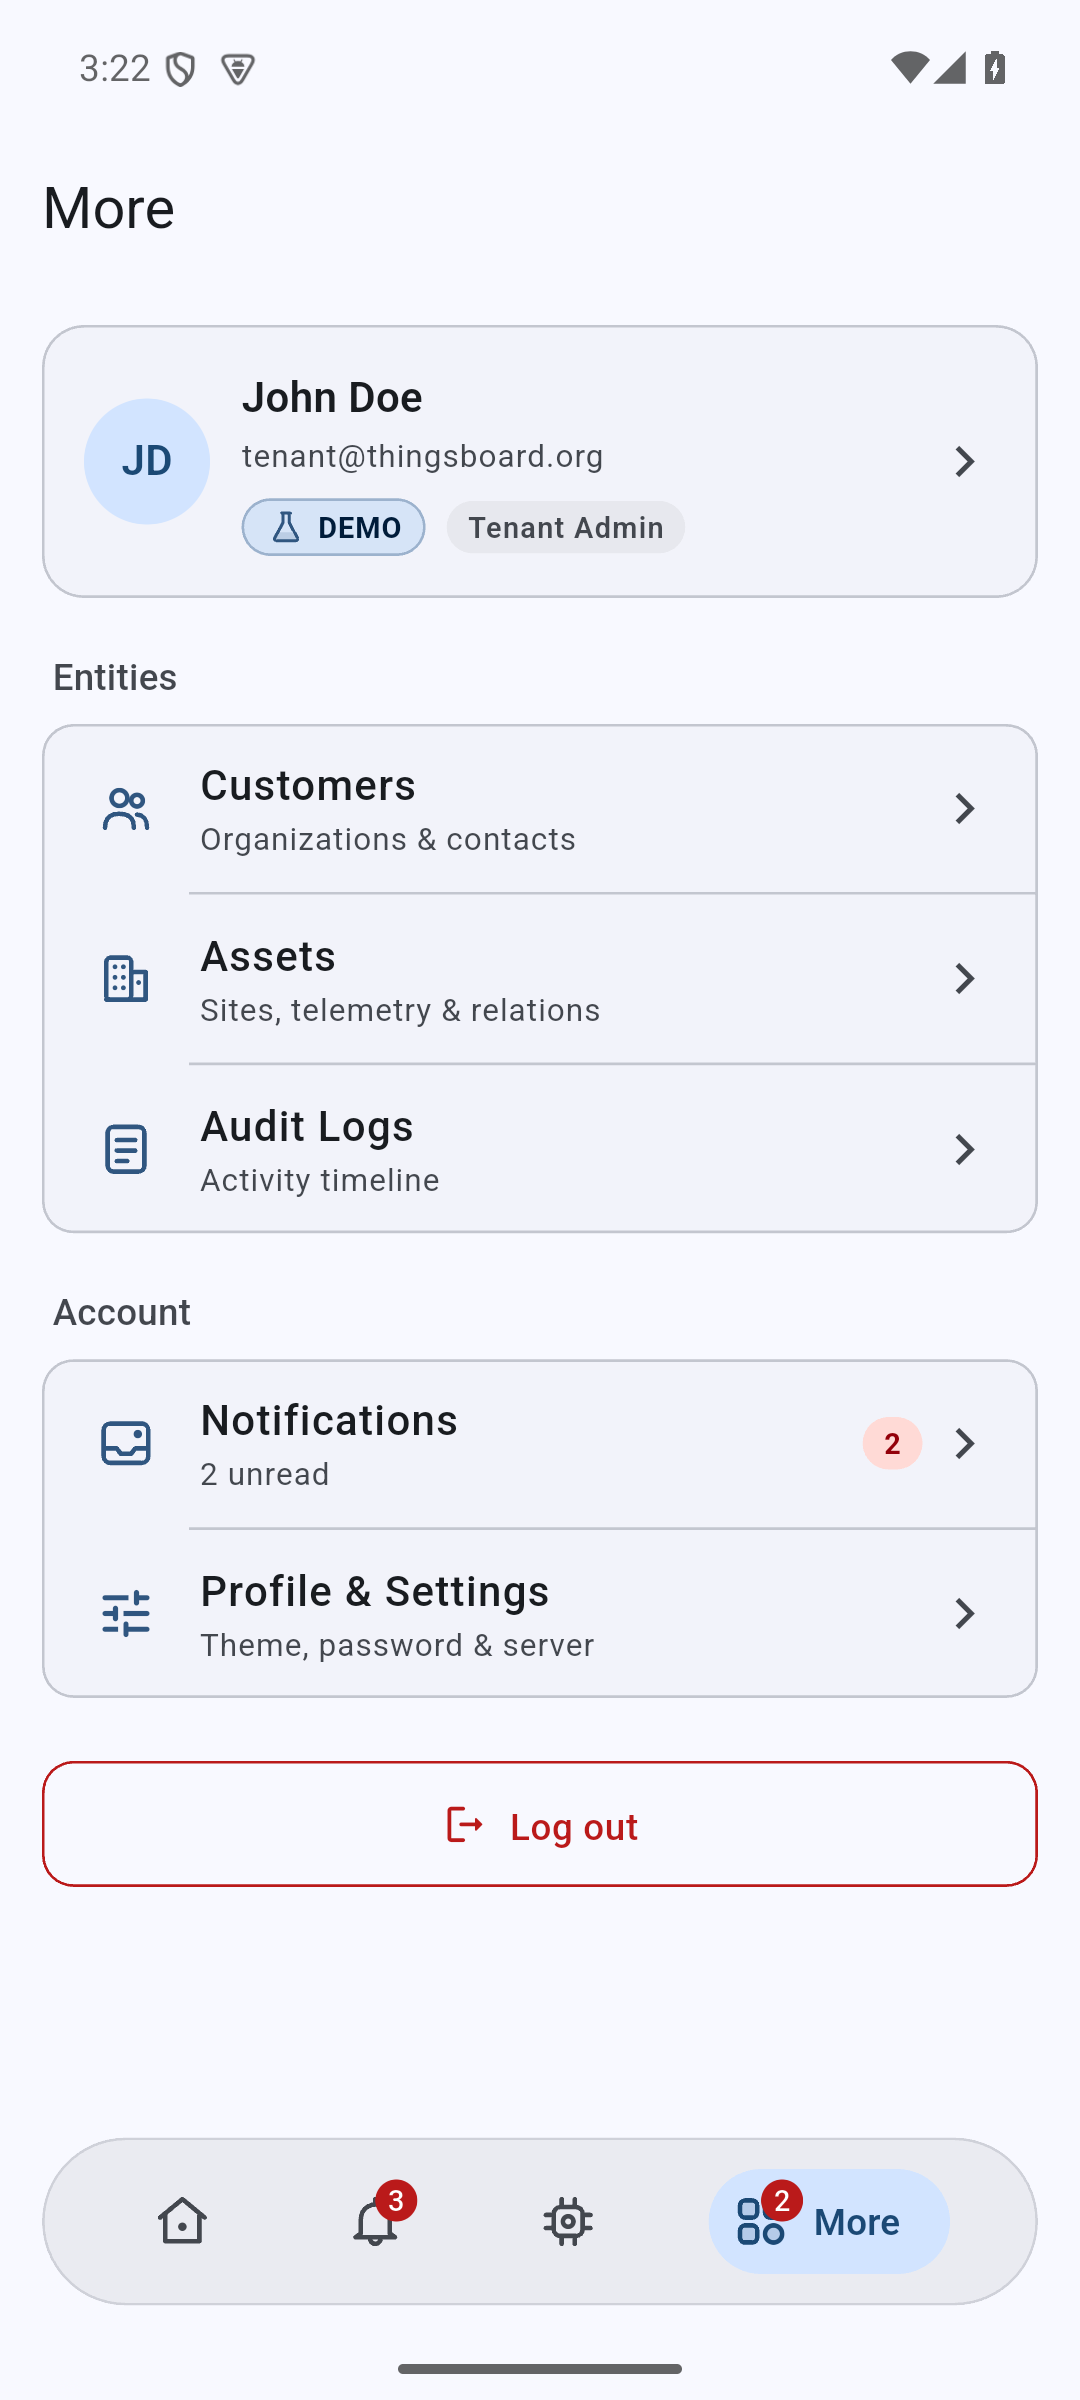 3:22
More
JD
John Doe
tenant@thingsboard.org
DEMO
Tenant Admin
Entities
Customers
Organizations & contacts
Assets
Sites, telemetry & relations
Audit Logs
Activity timeline
Account
Notifications
2 unread
2
Profile & Settings
Theme, password & server
Log out
3
2
More